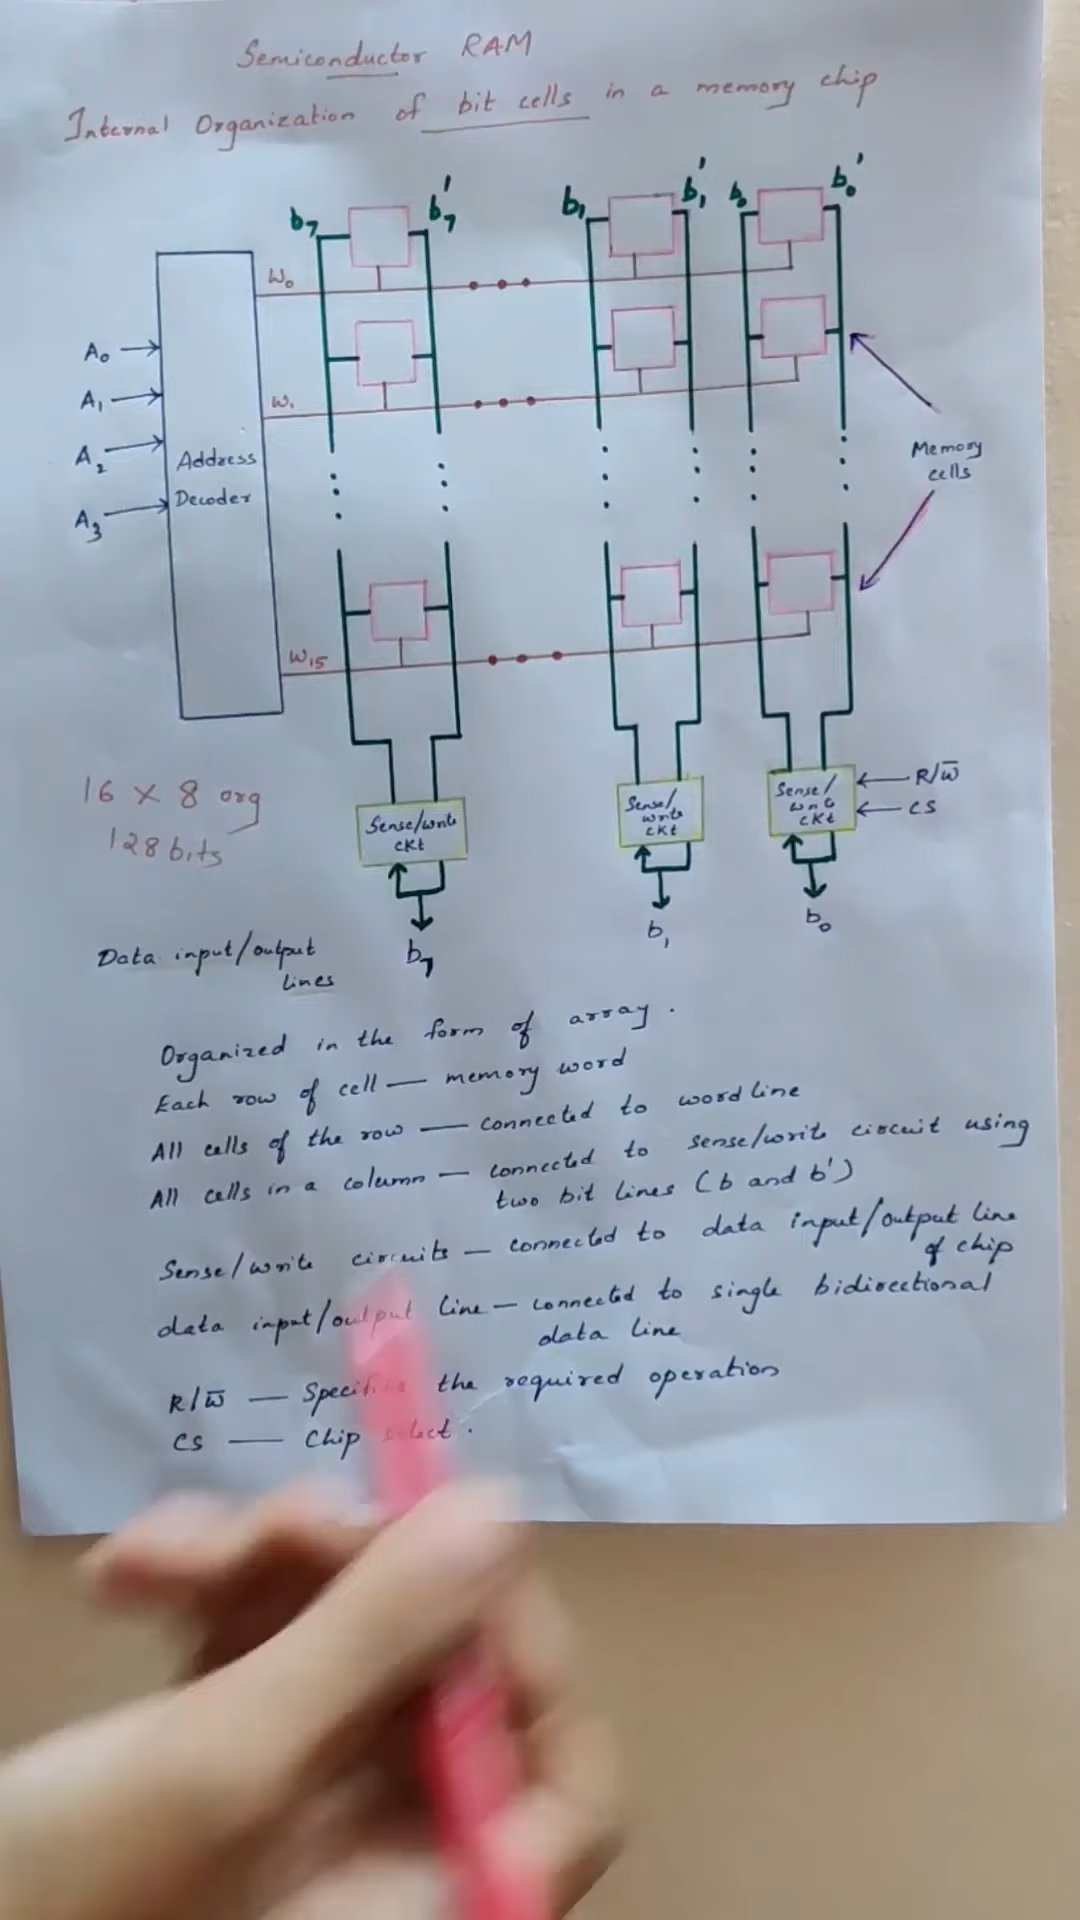 Semiconductor RAM
Internal Organization of bit cells in a memory chip
b7 b7' b1 b1' b0 b0'
W0
A0
A1
W1
A2
Address
Decoder
A3
Memory
cells
W15
16 x 8 org
128 bits
Sense/write
ckt
Sense/
write
ckt
Sense/
write
ckt
R/W̅
CS
b7
b1
b0
Data input/output
lines
Organized in the form of array.
Each row of cell — memory word
All cells of the row — connected to word line
All cells in a column — connected to sense/write circuit using
two bit lines (b and b')
Sense/write circuits — connected to data input/output line
of chip
data input/output line — connected to single bidirectional
data line
R/W̅ — the required operation
CS — Chip select.